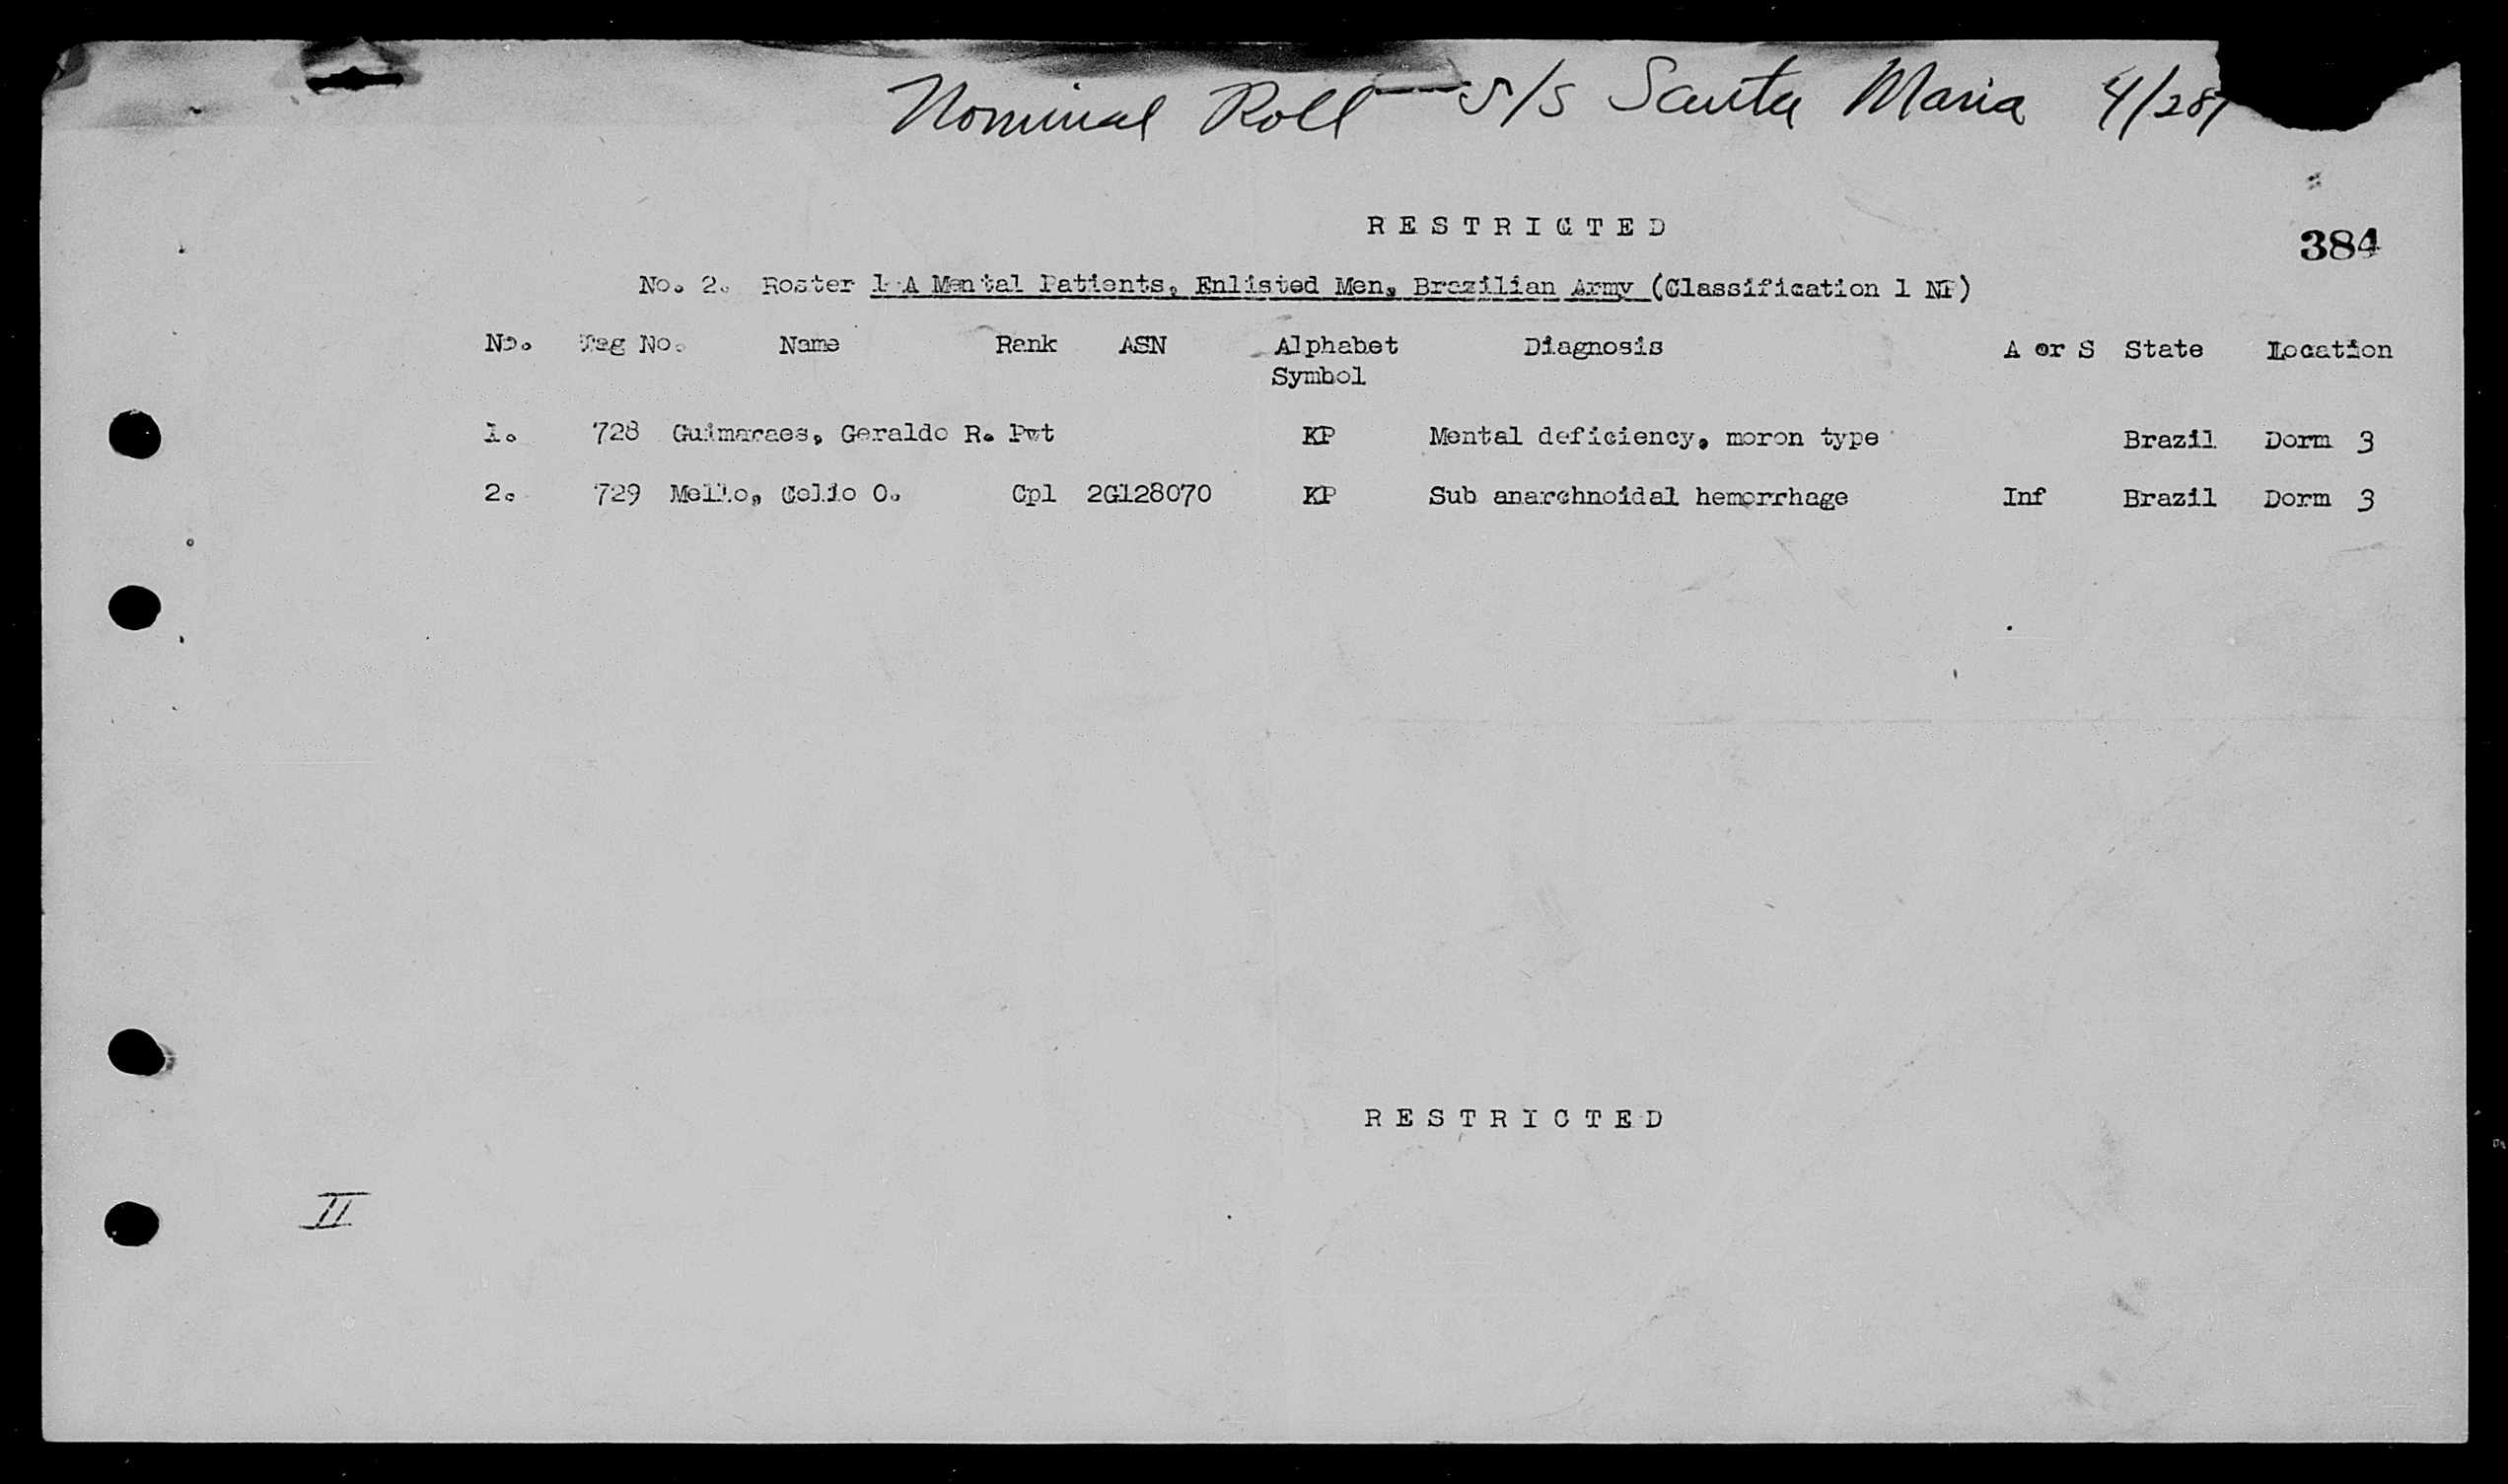 Nominal Roll — S/S Santa Maria 4/28/
RESTRICTED
384
No. 2. Roster 1-A Mental Patients, Enlisted Men, Brazilian Army (Classification 1 NP)
No. Tag No. Name Rank ASN Alphabet Symbol Diagnosis A or S State Location
1. 728 Guimaraes, Geraldo R. Pvt KP Mental deficiency, moron type Brazil Dorm 3
2. 729 Mello, Celio O. Cpl 2G128070 KP Sub anarchnoidal hemorrhage Inf Brazil Dorm 3
RESTRICTED
II